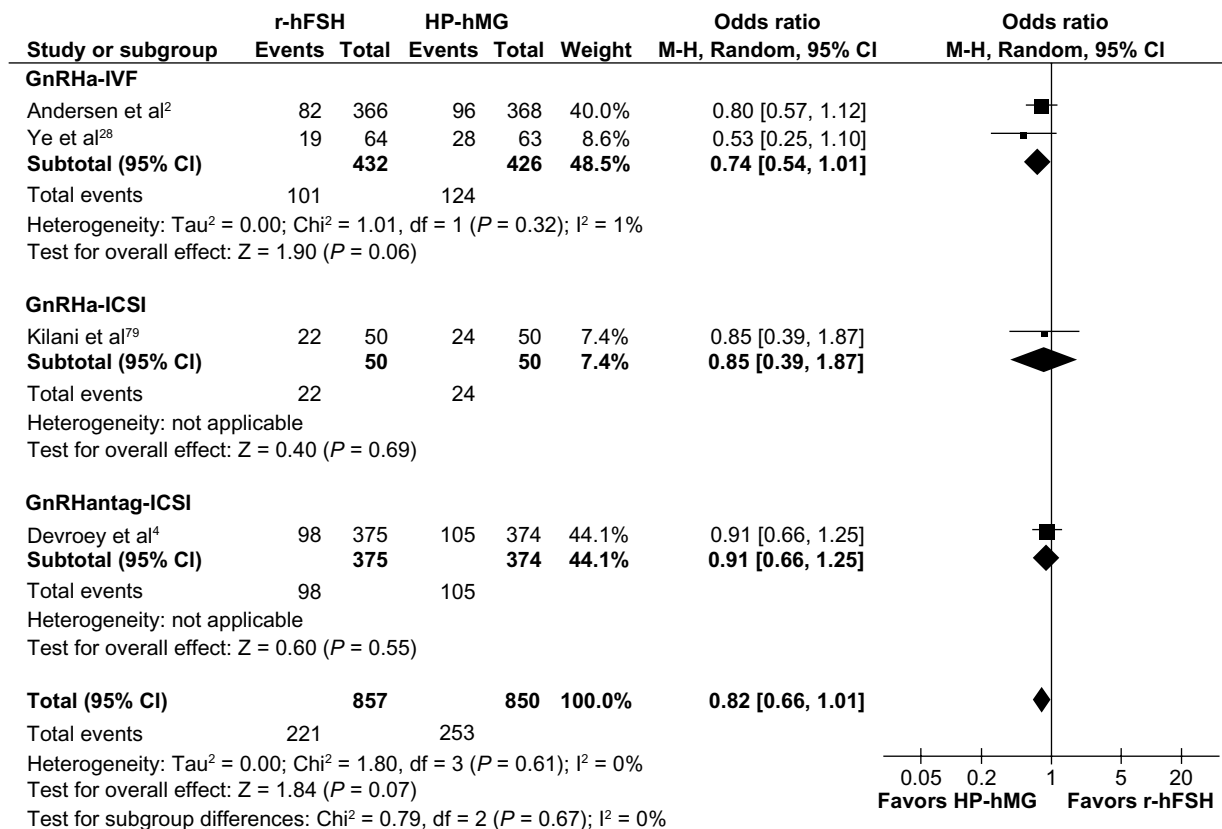 r-hFSH HP-hMG Odds ratio Odds ratio
Study or subgroup Events Total Events Total Weight M-H, Random, 95% CI M-H, Random, 95% CI
GnRHa-IVF
Andersen et al² 82 366 96 368 40.0% 0.80 [0.57, 1.12]
Ye et al²⁸ 19 64 28 63 8.6% 0.53 [0.25, 1.10]
Subtotal (95% CI) 432 426 48.5% 0.74 [0.54, 1.01]
Total events 101 124
Heterogeneity: Tau² = 0.00; Chi² = 1.01, df = 1 (P = 0.32); I² = 1%
Test for overall effect: Z = 1.90 (P = 0.06)
GnRHa-ICSI
Kilani et al⁷⁹ 22 50 24 50 7.4% 0.85 [0.39, 1.87]
Subtotal (95% CI) 50 50 7.4% 0.85 [0.39, 1.87]
Total events 22 24
Heterogeneity: not applicable
Test for overall effect: Z = 0.40 (P = 0.69)
GnRHantag-ICSI
Devroey et al⁴ 98 375 105 374 44.1% 0.91 [0.66, 1.25]
Subtotal (95% CI) 375 374 44.1% 0.91 [0.66, 1.25]
Total events 98 105
Heterogeneity: not applicable
Test for overall effect: Z = 0.60 (P = 0.55)
Total (95% CI) 857 850 100.0% 0.82 [0.66, 1.01]
Total events 221 253
Heterogeneity: Tau² = 0.00; Chi² = 1.80, df = 3 (P = 0.61); I² = 0%
Test for overall effect: Z = 1.84 (P = 0.07)
Test for subgroup differences: Chi² = 0.79, df = 2 (P = 0.67); I² = 0%
0.05 0.2 1 5 20
Favors HP-hMG Favors r-hFSH